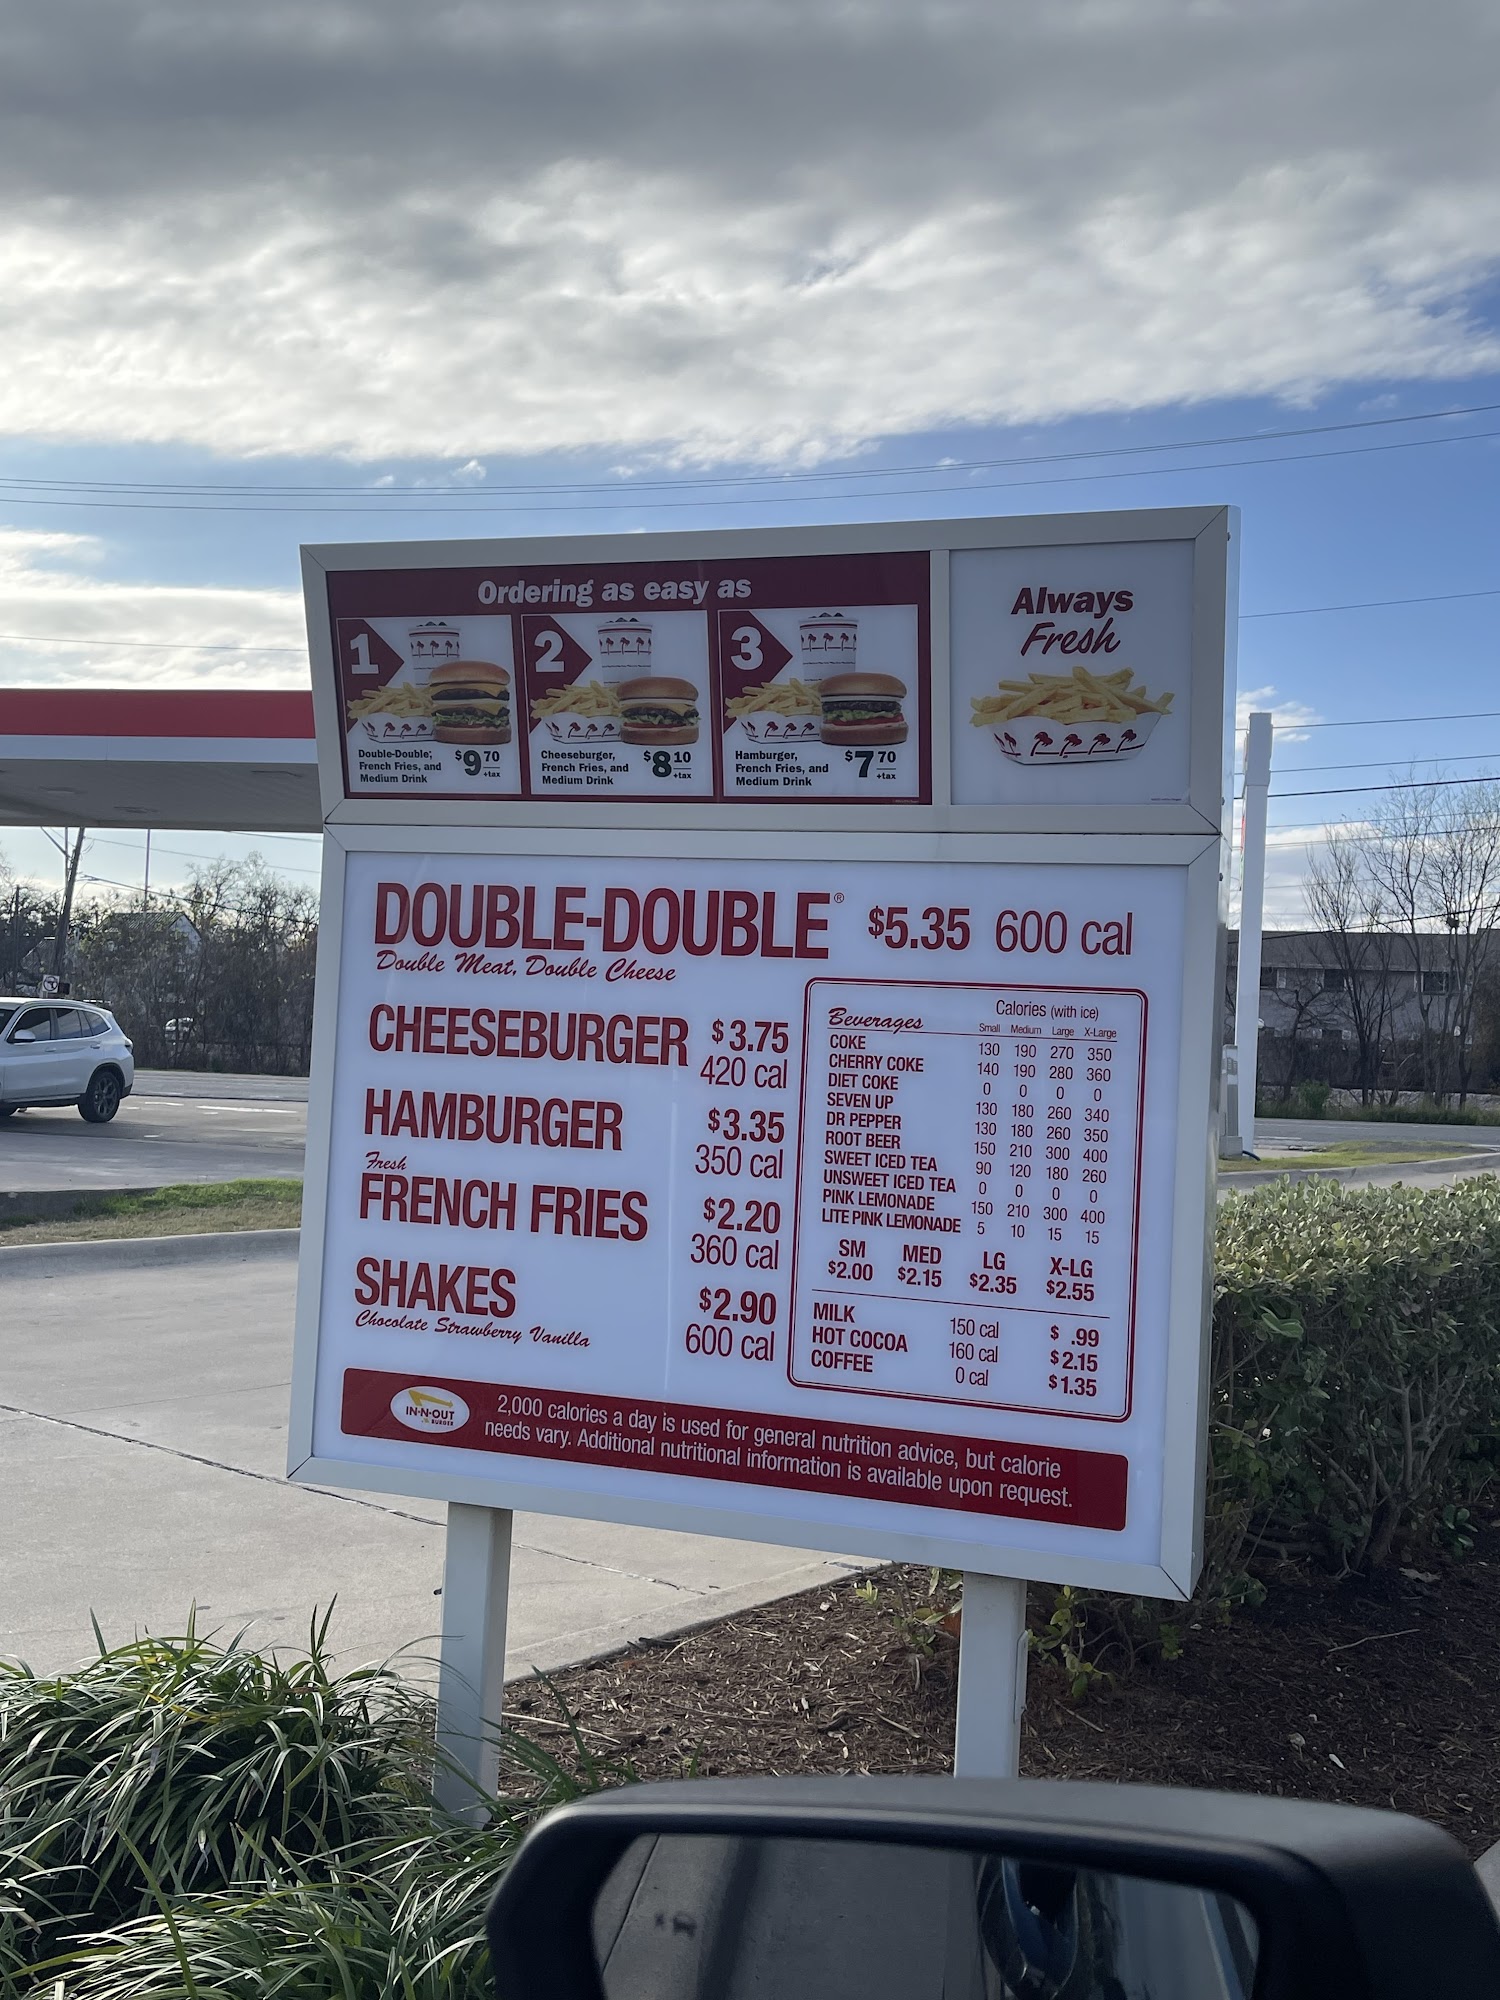 Ordering as easy as
1
Double-Double®,
French Fries, and
Medium Drink
$9 70
+tax
2
Cheeseburger,
French Fries, and
Medium Drink
$8 10
+tax
3
Hamburger,
French Fries, and
Medium Drink
$7 70
+tax
Always
Fresh
DOUBLE-DOUBLE® $5.35 600 cal
Double Meat, Double Cheese
CHEESEBURGER $3.75
420 cal
HAMBURGER $3.35
350 cal
Fresh
FRENCH FRIES $2.20
360 cal
SHAKES $2.90
Chocolate Strawberry Vanilla 600 cal
Beverages Calories (with ice)
Small Medium Large X-Large
COKE 130 190 270 350
CHERRY COKE 140 190 280 360
DIET COKE 0 0 0 0
SEVEN UP 130 180 260 340
DR PEPPER 130 180 260 350
ROOT BEER 150 210 300 400
SWEET ICED TEA 90 120 180 260
UNSWEET ICED TEA 0 0 0 0
PINK LEMONADE 150 210 300 400
LITE PINK LEMONADE 5 10 15 15
SM MED LG X-LG
$2.00 $2.15 $2.35 $2.55
MILK 150 cal $ .99
HOT COCOA 160 cal $2.15
COFFEE 0 cal $1.35
IN-N-OUT
BURGER
2,000 calories a day is used for general nutrition advice, but calorie
needs vary. Additional nutritional information is available upon request.